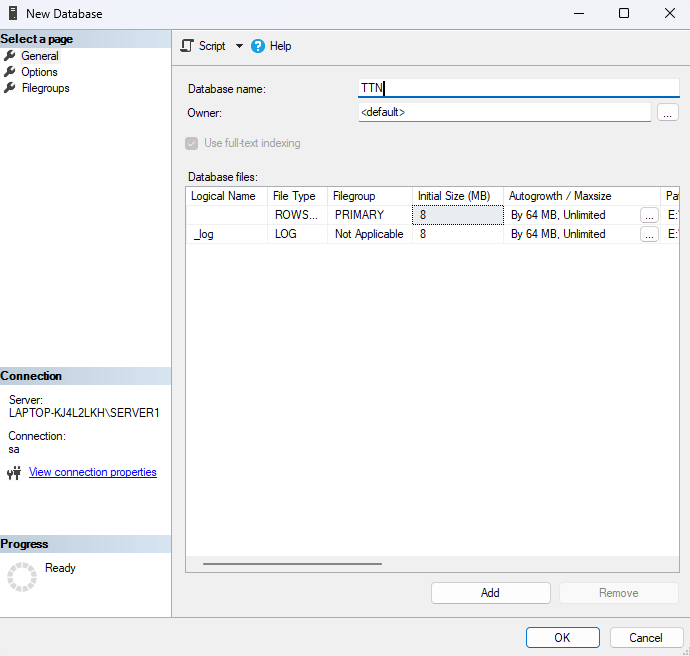 New Database
Select a page
General
Options
Filegroups
Script Help
Database name: TTN
Owner: <default> ...
Use full-text indexing
Database files:
Logical Name File Type Filegroup Initial Size (MB) Autogrowth / Maxsize
ROWS... PRIMARY 8 By 64 MB, Unlimited ... E:
_log LOG Not Applicable 8 By 64 MB, Unlimited ... E:
Connection
Server:
LAPTOP-KJ4L2LKH\SERVER1
Connection:
sa
View connection properties
Progress
Ready
Add Remove
OK Cancel